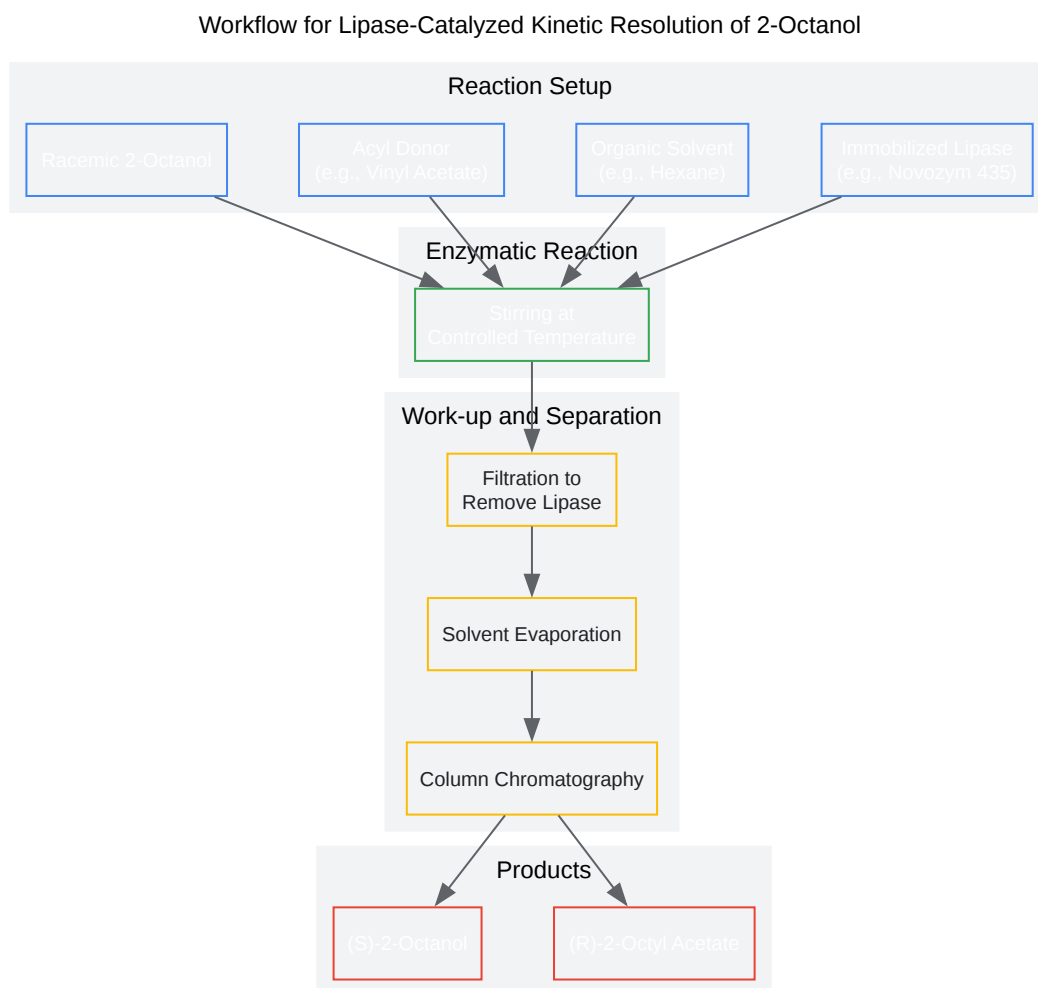 Workflow for Lipase-Catalyzed Kinetic Resolution of 2-Octanol
Reaction Setup
Racemic 2-Octanol
Acyl Donor
(e.g., Vinyl Acetate)
Organic Solvent
(e.g., Hexane)
Immobilized Lipase
(e.g., Novozym 435)
Enzymatic Reaction
Stirring at
Controlled Temperature
Work-up and Separation
Filtration to
Remove Lipase
Solvent Evaporation
Column Chromatography
Products
(S)-2-Octanol
(R)-2-Octyl Acetate